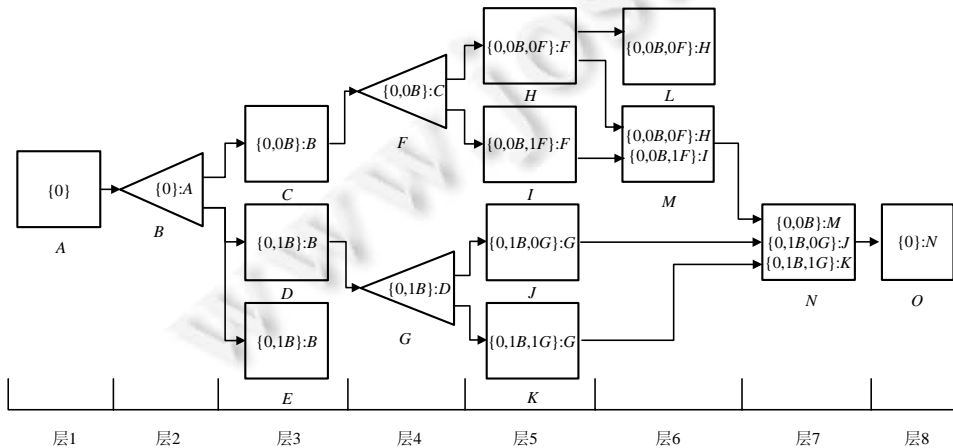 {0}
A
{0}:A
B
{0,0B}:B
C
{0,1B}:B
D
{0,1B}:B
E
{0,0B}:C
F
{0,1B}:D
G
{0,0B,0F}:F
H
{0,0B,1F}:F
I
{0,1B,0G}:G
J
{0,1B,1G}:G
K
{0,0B,0F}:H
L
{0,0B,0F}:H
{0,0B,1F}:I
M
{0,0B}:M
{0,1B,0G}:J
{0,1B,1G}:K
N
{0}:N
O
层1
层2
层3
层4
层5
层6
层7
层8